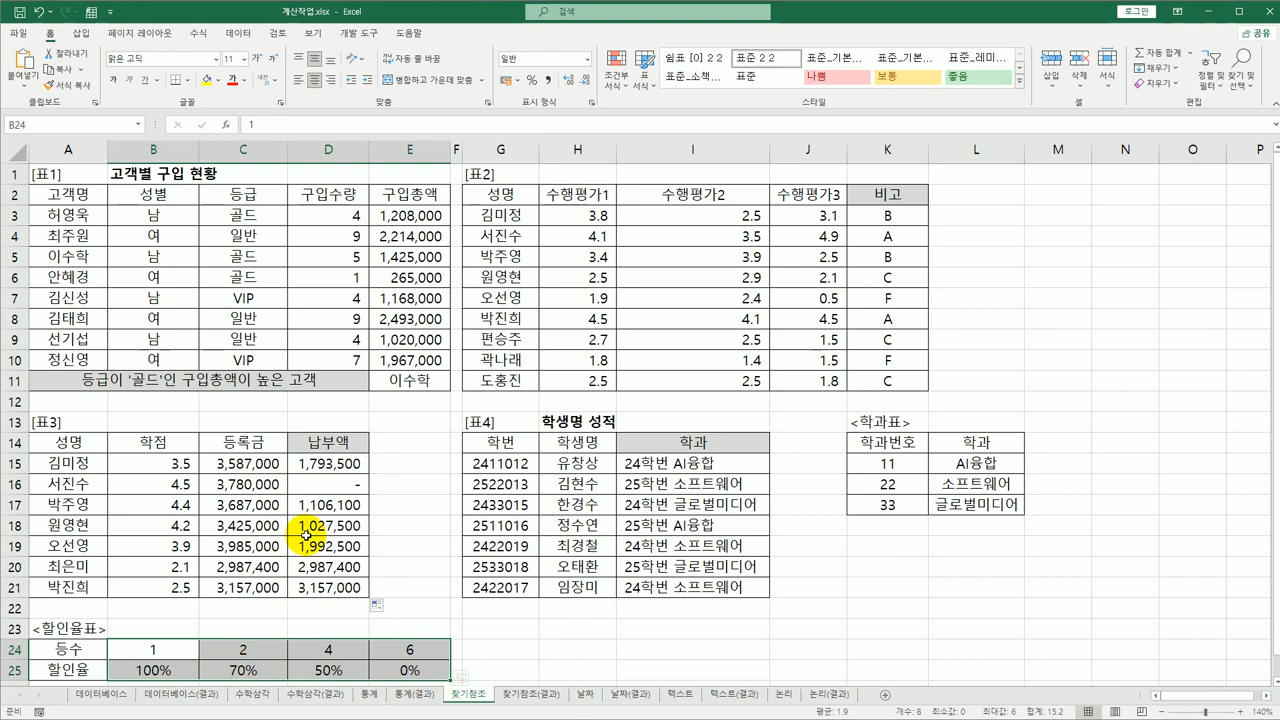 계산작업.xlsx - Excel
검색
로그인
파일 홈 삽입 페이지 레이아웃 수식 데이터 검토 보기 개발 도구 도움말
공유
붙여넣기 잘라내기 복사 서식 복사
맑은 고딕 11
가 가 가
자동 줄 바꿈
병합하고 가운데 맞춤
일반
조건부 서식 표 서식
쉼표 [0] 2 2 표준 2 2 표준_기본... 표준_기본... 표준_레미...
표준_소책... 표준 나쁨 보통 좋음
삽입 삭제 서식
자동 합계 채우기 지우기
정렬 및 필터 찾기 및 선택
클립보드 글꼴 맞춤 표시 형식 스타일 셀 편집
B24 fx 1
A B C D E F G H I J K L M N O P
1 [표1] 고객별 구입 현황 [표2]
2 고객명 성별 등급 구입수량 구입총액 성명 수행평가1 수행평가2 수행평가3 비고
3 허영욱 남 골드 4 1,208,000 김미정 3.8 2.5 3.1 B
4 최주원 여 일반 9 2,214,000 서진수 4.1 3.5 4.9 A
5 이수학 남 골드 5 1,425,000 박주영 3.4 3.9 2.5 B
6 안혜경 여 골드 1 265,000 원영현 2.5 2.9 2.1 C
7 김신성 남 VIP 4 1,168,000 오선영 1.9 2.4 0.5 F
8 김태희 여 일반 9 2,493,000 박진희 4.5 4.1 4.5 A
9 선기섭 남 일반 4 1,020,000 편승주 2.7 2.5 1.5 C
10 정신영 여 VIP 7 1,967,000 곽나래 1.8 1.4 1.5 F
11 등급이 '골드'인 구입총액이 높은 고객 이수학 도홍진 2.5 2.5 1.8 C
12
13 [표3] [표4] 학생명 성적 <학과표>
14 성명 학점 등록금 납부액 학번 학생명 학과 학과번호 학과
15 김미정 3.5 3,587,000 1,793,500 2411012 유창상 24학번 AI융합 11 AI융합
16 서진수 4.5 3,780,000 - 2522013 김현수 25학번 소프트웨어 22 소프트웨어
17 박주영 4.4 3,687,000 1,106,100 2433015 한경수 24학번 글로벌미디어 33 글로벌미디어
18 원영현 4.2 3,425,000 1,027,500 2511016 정수연 25학번 AI융합
19 오선영 3.9 3,985,000 1,992,500 2422019 최경철 24학번 소프트웨어
20 최은미 2.1 2,987,400 2,987,400 2533018 오태환 25학번 글로벌미디어
21 박진희 2.5 3,157,000 3,157,000 2422017 임장미 24학번 소프트웨어
22
23 <할인율표>
24 등수 1 2 4 6
25 할인율 100% 70% 50% 0%
데이터베이스 데이터베이스(결과) 수학삼각 수학삼각(결과) 통계 통계(결과) 찾기참조 찾기참조(결과) 날짜 날짜(결과) 텍스트 텍스트(결과) 논리 논리(결과)
준비 평균: 1.9 개수: 8 최소값: 0 최대값: 6 합계: 15.2 140%